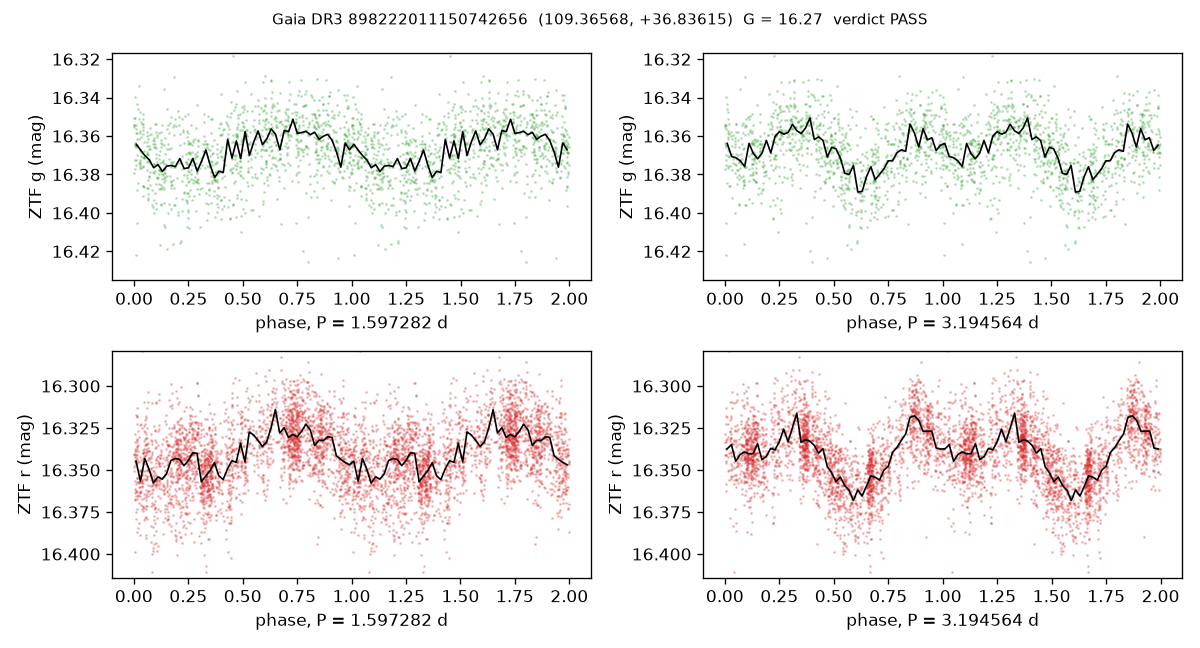 Gaia DR3 898222011150742656 (109.36568, +36.83615) G = 16.27 verdict PASS
ZTF g (mag)
16.32
16.34
16.36
16.38
16.40
16.42
0.00 0.25 0.50 0.75 1.00 1.25 1.50 1.75 2.00
phase, P = 1.597282 d
ZTF g (mag)
16.32
16.34
16.36
16.38
16.40
16.42
0.00 0.25 0.50 0.75 1.00 1.25 1.50 1.75 2.00
phase, P = 3.194564 d
ZTF r (mag)
16.300
16.325
16.350
16.375
16.400
0.00 0.25 0.50 0.75 1.00 1.25 1.50 1.75 2.00
phase, P = 1.597282 d
ZTF r (mag)
16.300
16.325
16.350
16.375
16.400
0.00 0.25 0.50 0.75 1.00 1.25 1.50 1.75 2.00
phase, P = 3.194564 d